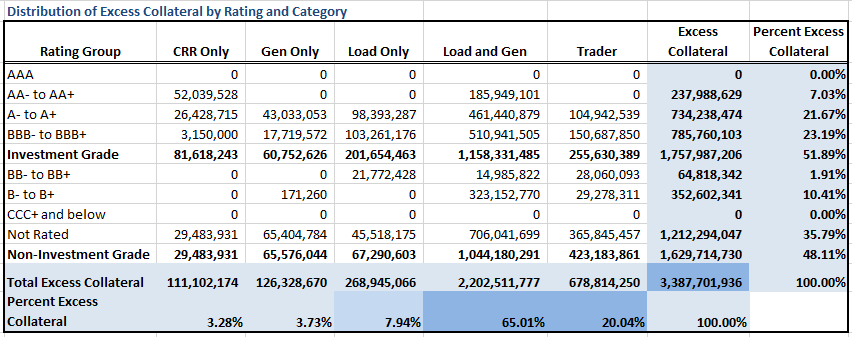 Distribution of Excess Collateral by Rating and Category
Excess Percent Excess
Rating Group CRR Only Gen Only Load Only Load and Gen Trader Collateral Collateral
AAA 0 0 0 0 0 0 0.00%
AA- to AA+ 52,039,528 0 0 185,949,101 0 237,988,629 7.03%
A- to A+ 26,428,715 43,033,053 98,393,287 461,440,879 104,942,539 734,238,474 21.67%
BBB- to BBB+ 3,150,000 17,719,572 103,261,176 510,941,505 150,687,850 785,760,103 23.19%
Investment Grade 81,618,243 60,752,626 201,654,463 1,158,331,485 255,630,389 1,757,987,206 51.89%
BB- to BB+ 0 0 21,772,428 14,985,822 28,060,093 64,818,342 1.91%
B- to B+ 0 171,260 0 323,152,770 29,278,311 352,602,341 10.41%
CCC+ and below 0 0 0 0 0 0 0.00%
Not Rated 29,483,931 65,404,784 45,518,175 706,041,699 365,845,457 1,212,294,047 35.79%
Non-Investment Grade 29,483,931 65,576,044 67,290,603 1,044,180,291 423,183,861 1,629,714,730 48.11%
Total Excess Collateral 111,102,174 126,328,670 268,945,066 2,202,511,777 678,814,250 3,387,701,936 100.00%
Percent Excess
Collateral 3.28% 3.73% 7.94% 65.01% 20.04% 100.00%